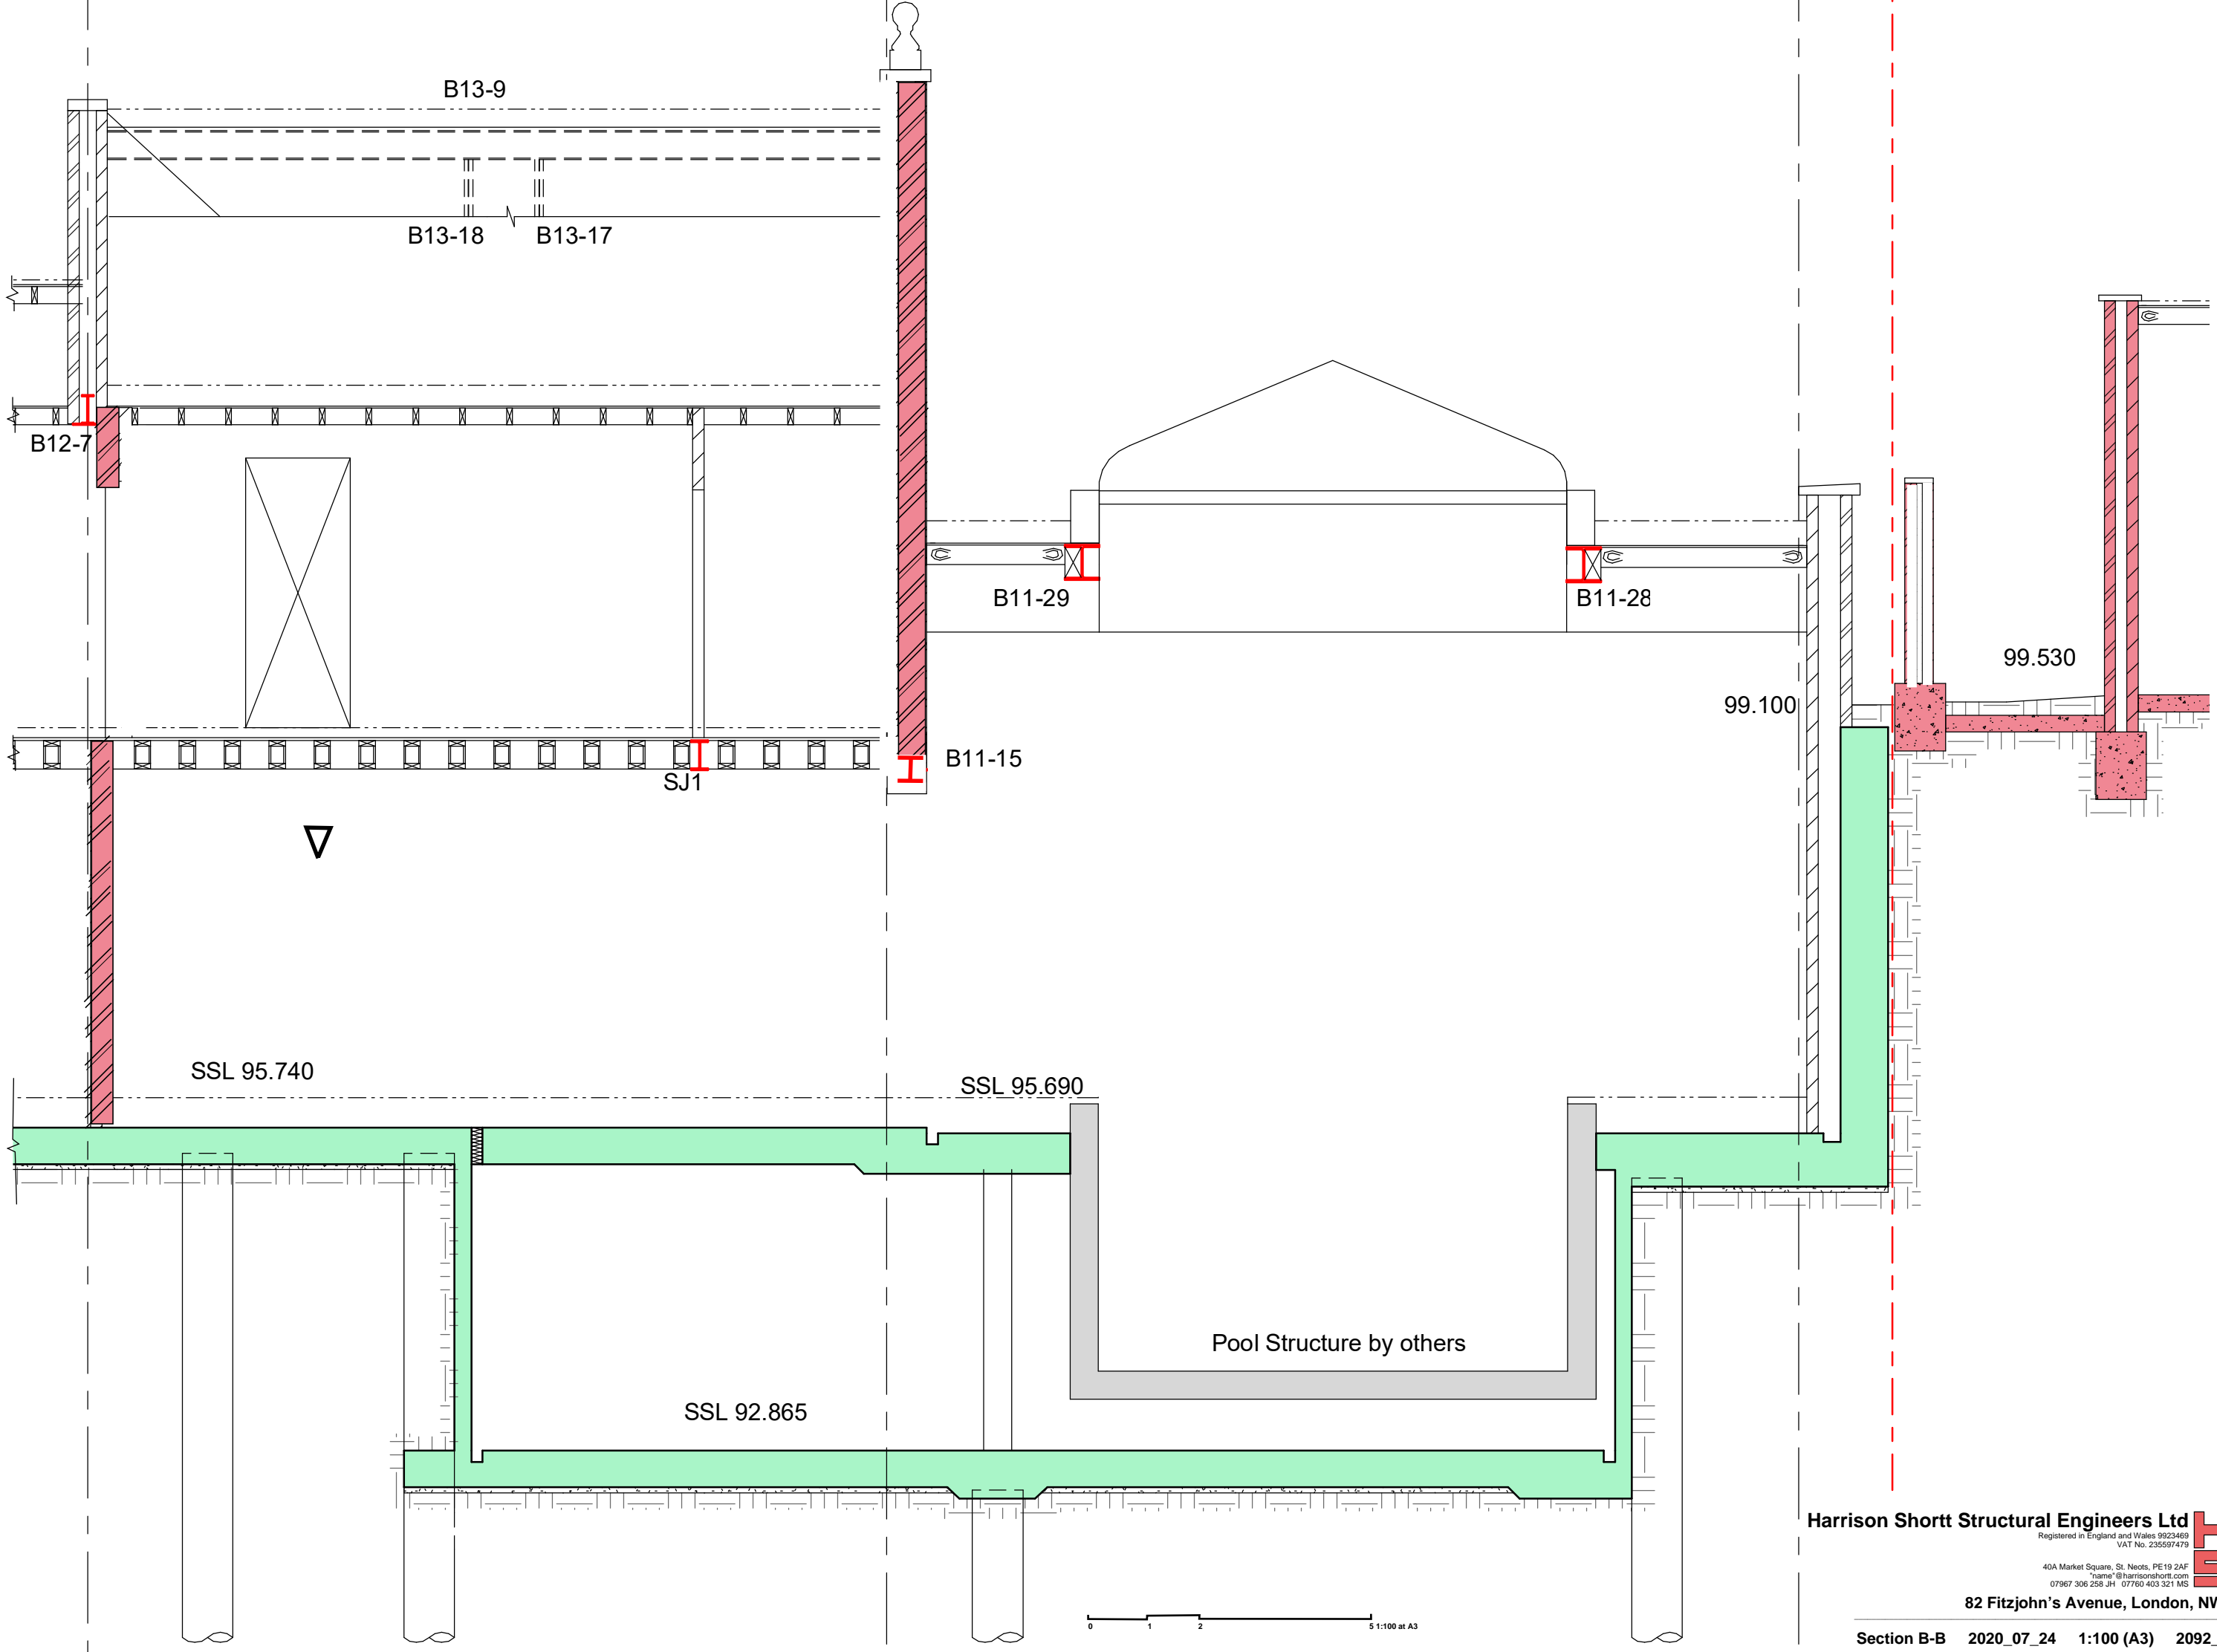 B13-9
B13-18
B13-17
B12-7
B11-29
B11-28
99.530
99.100
B11-15
SJ1
SSL 95.740
SSL 95.690
Pool Structure by others
SSL 92.865
Harrison Shortt Structural Engineers Ltd
Registered in England and Wales 9923469
VAT No. 235597479
40A Market Square, St. Neots, PE19 2AF
"name"@harrisonshortt.com
07967 306 258 JH 07760 403 321 MS
82 Fitzjohn's Avenue, London, NW
0 1 2 5 1:100 at A3
Section B-B 2020_07_24 1:100 (A3) 2092_